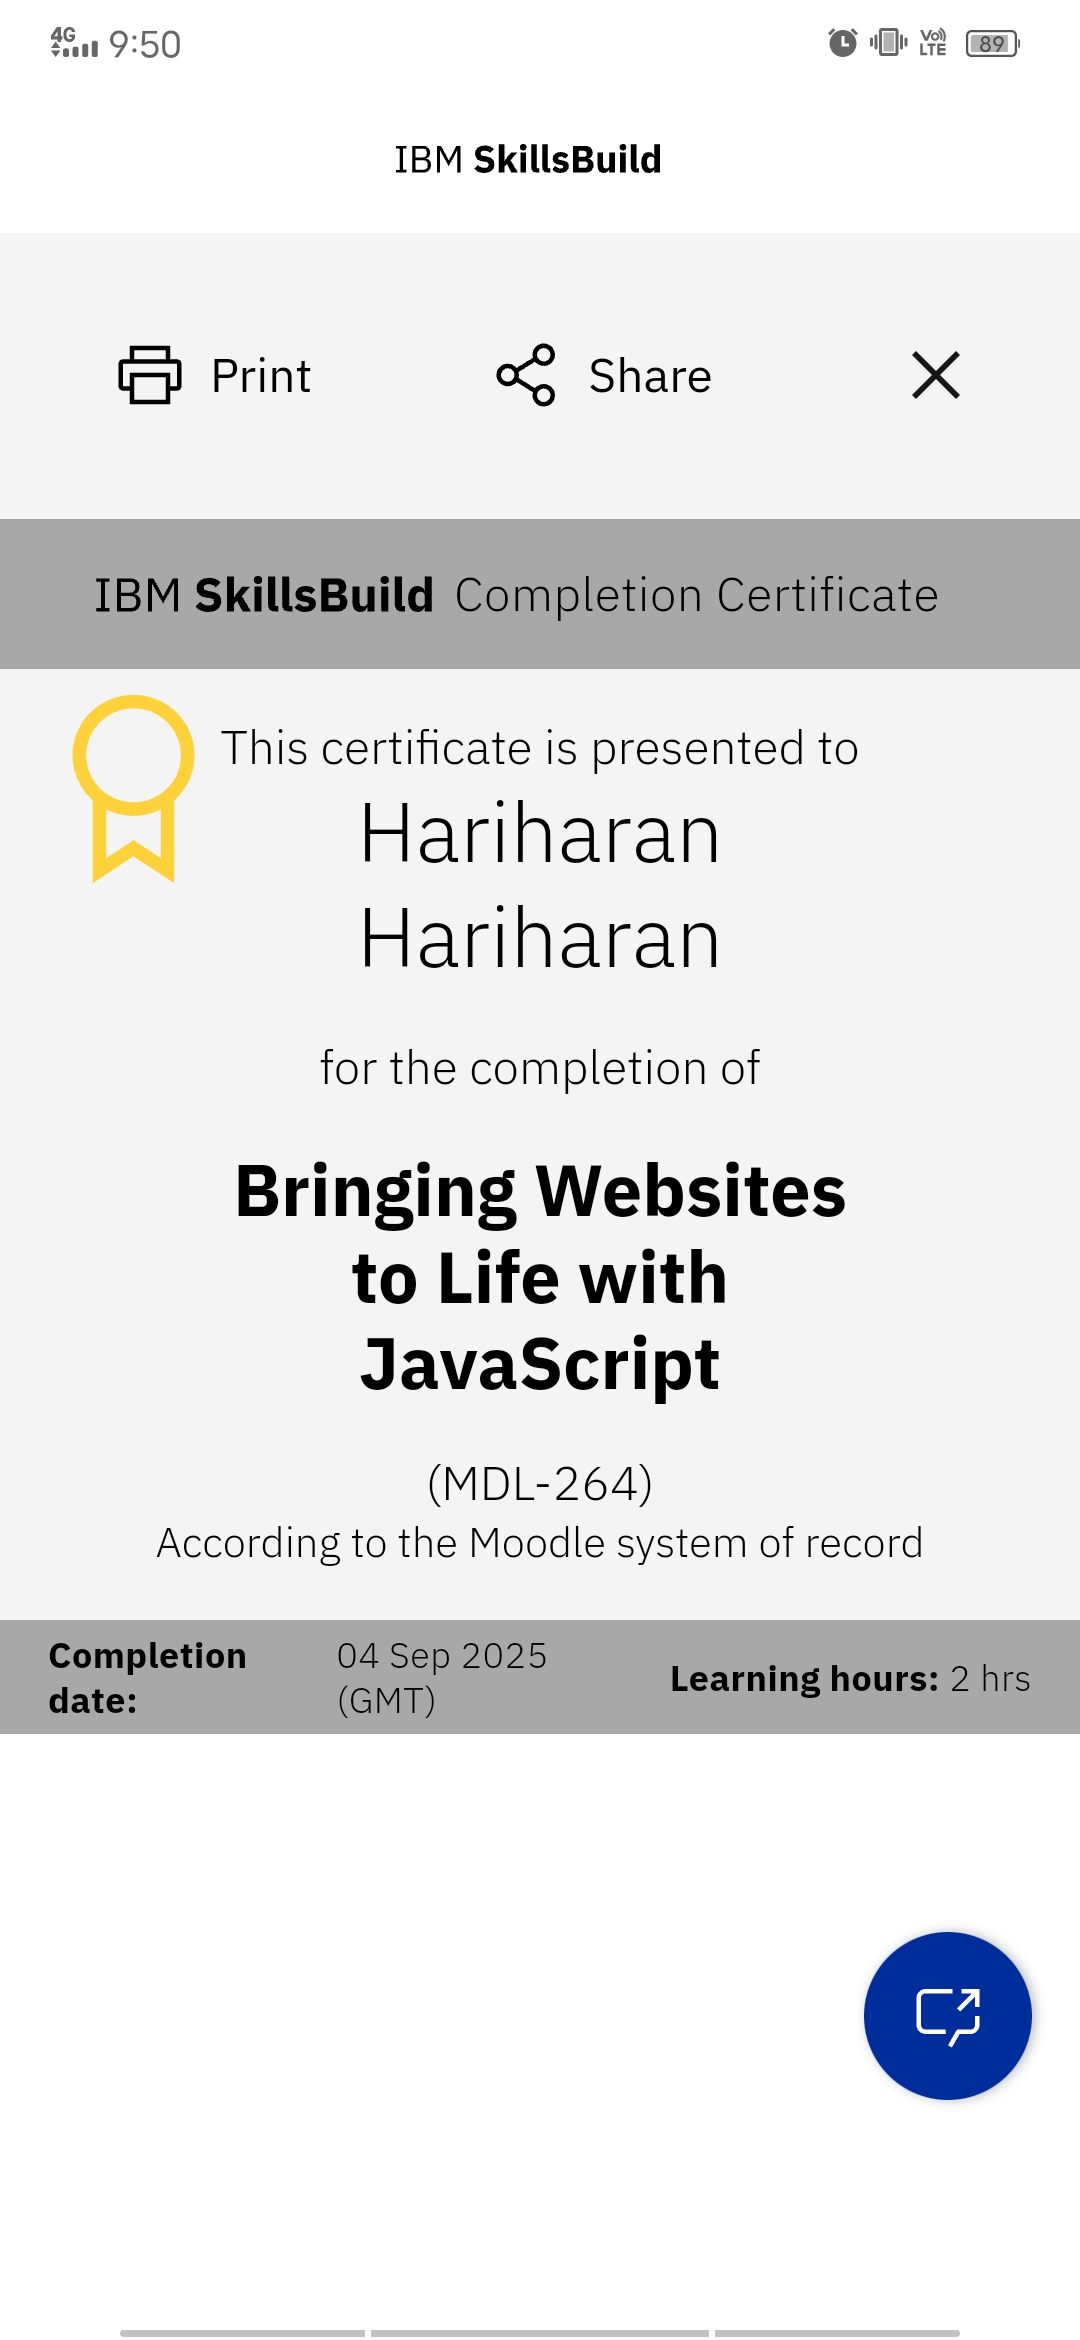 4G 9:50 Vo) LTE 89
IBM SkillsBuild
Print Share
IBM SkillsBuild Completion Certificate
This certificate is presented to
Hariharan
Hariharan
for the completion of
Bringing Websites
to Life with
JavaScript
(MDL-264)
According to the Moodle system of record
Completion date: 04 Sep 2025 (GMT) Learning hours: 2 hrs